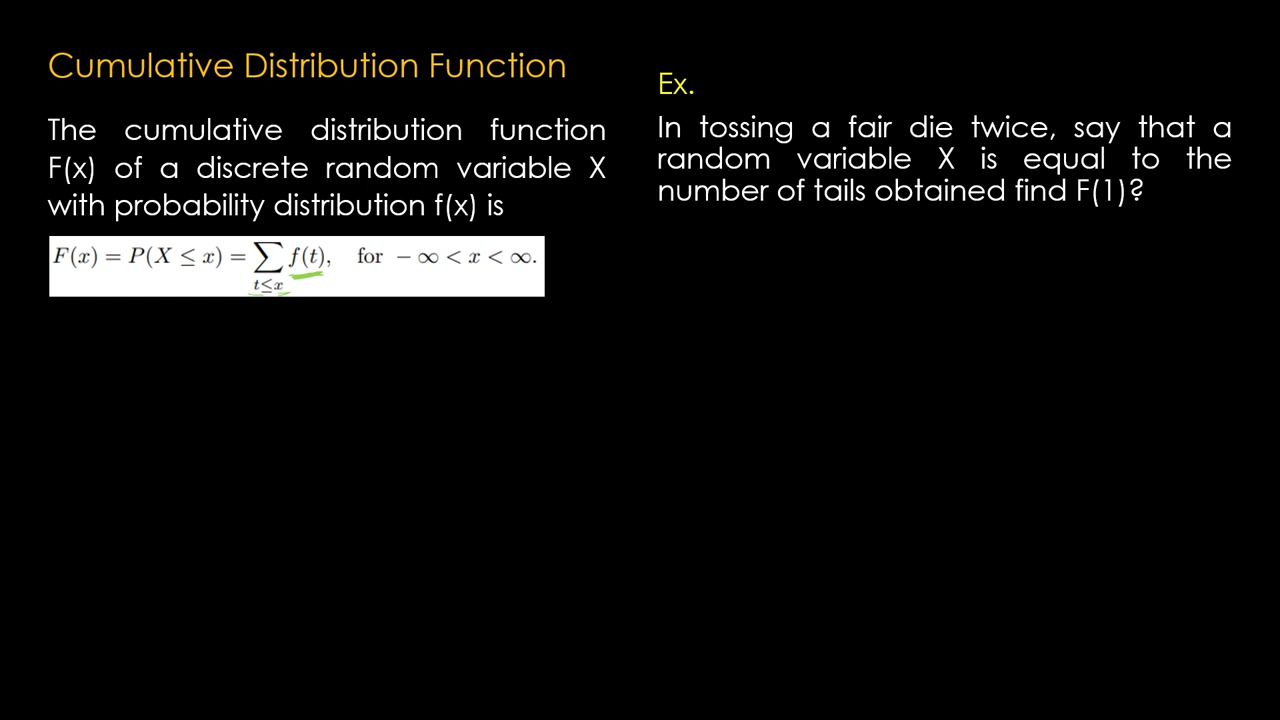 Cumulative Distribution Function
The cumulative distribution function
F(x) of a discrete random variable X
with probability distribution f(x) is
F(x) = P(X ≤ x) = ∑ f(t), for − ∞ < x < ∞.
t≤x
Ex.
In tossing a fair die twice, say that a
random variable X is equal to the
number of tails obtained find F(1)?